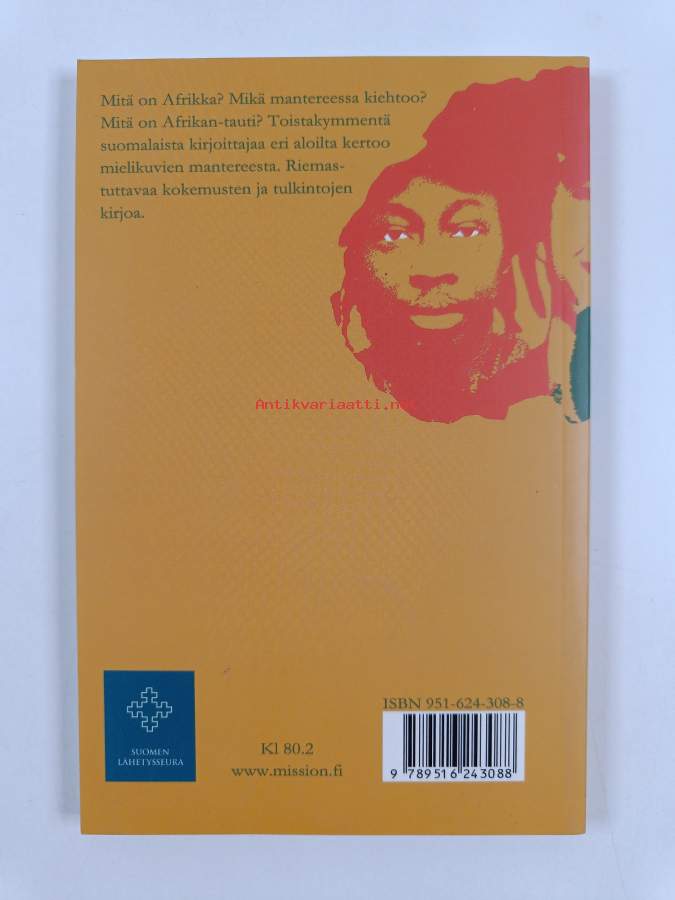 Mitä on Afrikka? Mikä mantereessa kiehtoo?
Mitä on Afrikan-tauti? Toistakymmentä
suomalaista kirjoittajaa eri aloilta kertoo
mielikuvien mantereesta. Riemas-
tuttavaa kokemusten ja tulkintojen
kirjoa.
Antikvariaatti.net
SUOMEN
LÄHETYSSEURA
Kl 80.2
www.mission.fi
ISBN 951-624-308-8
9 789516 243088